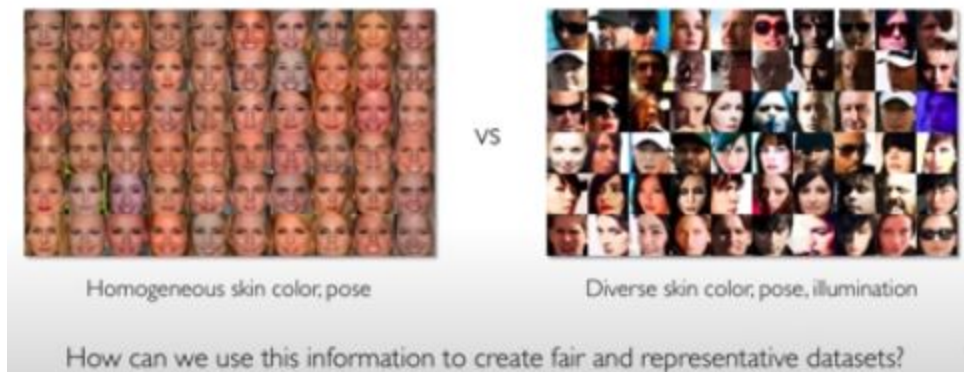 VS
Homogeneous skin color, pose
Diverse skin color, pose, illumination
How can we use this information to create fair and representative datasets?